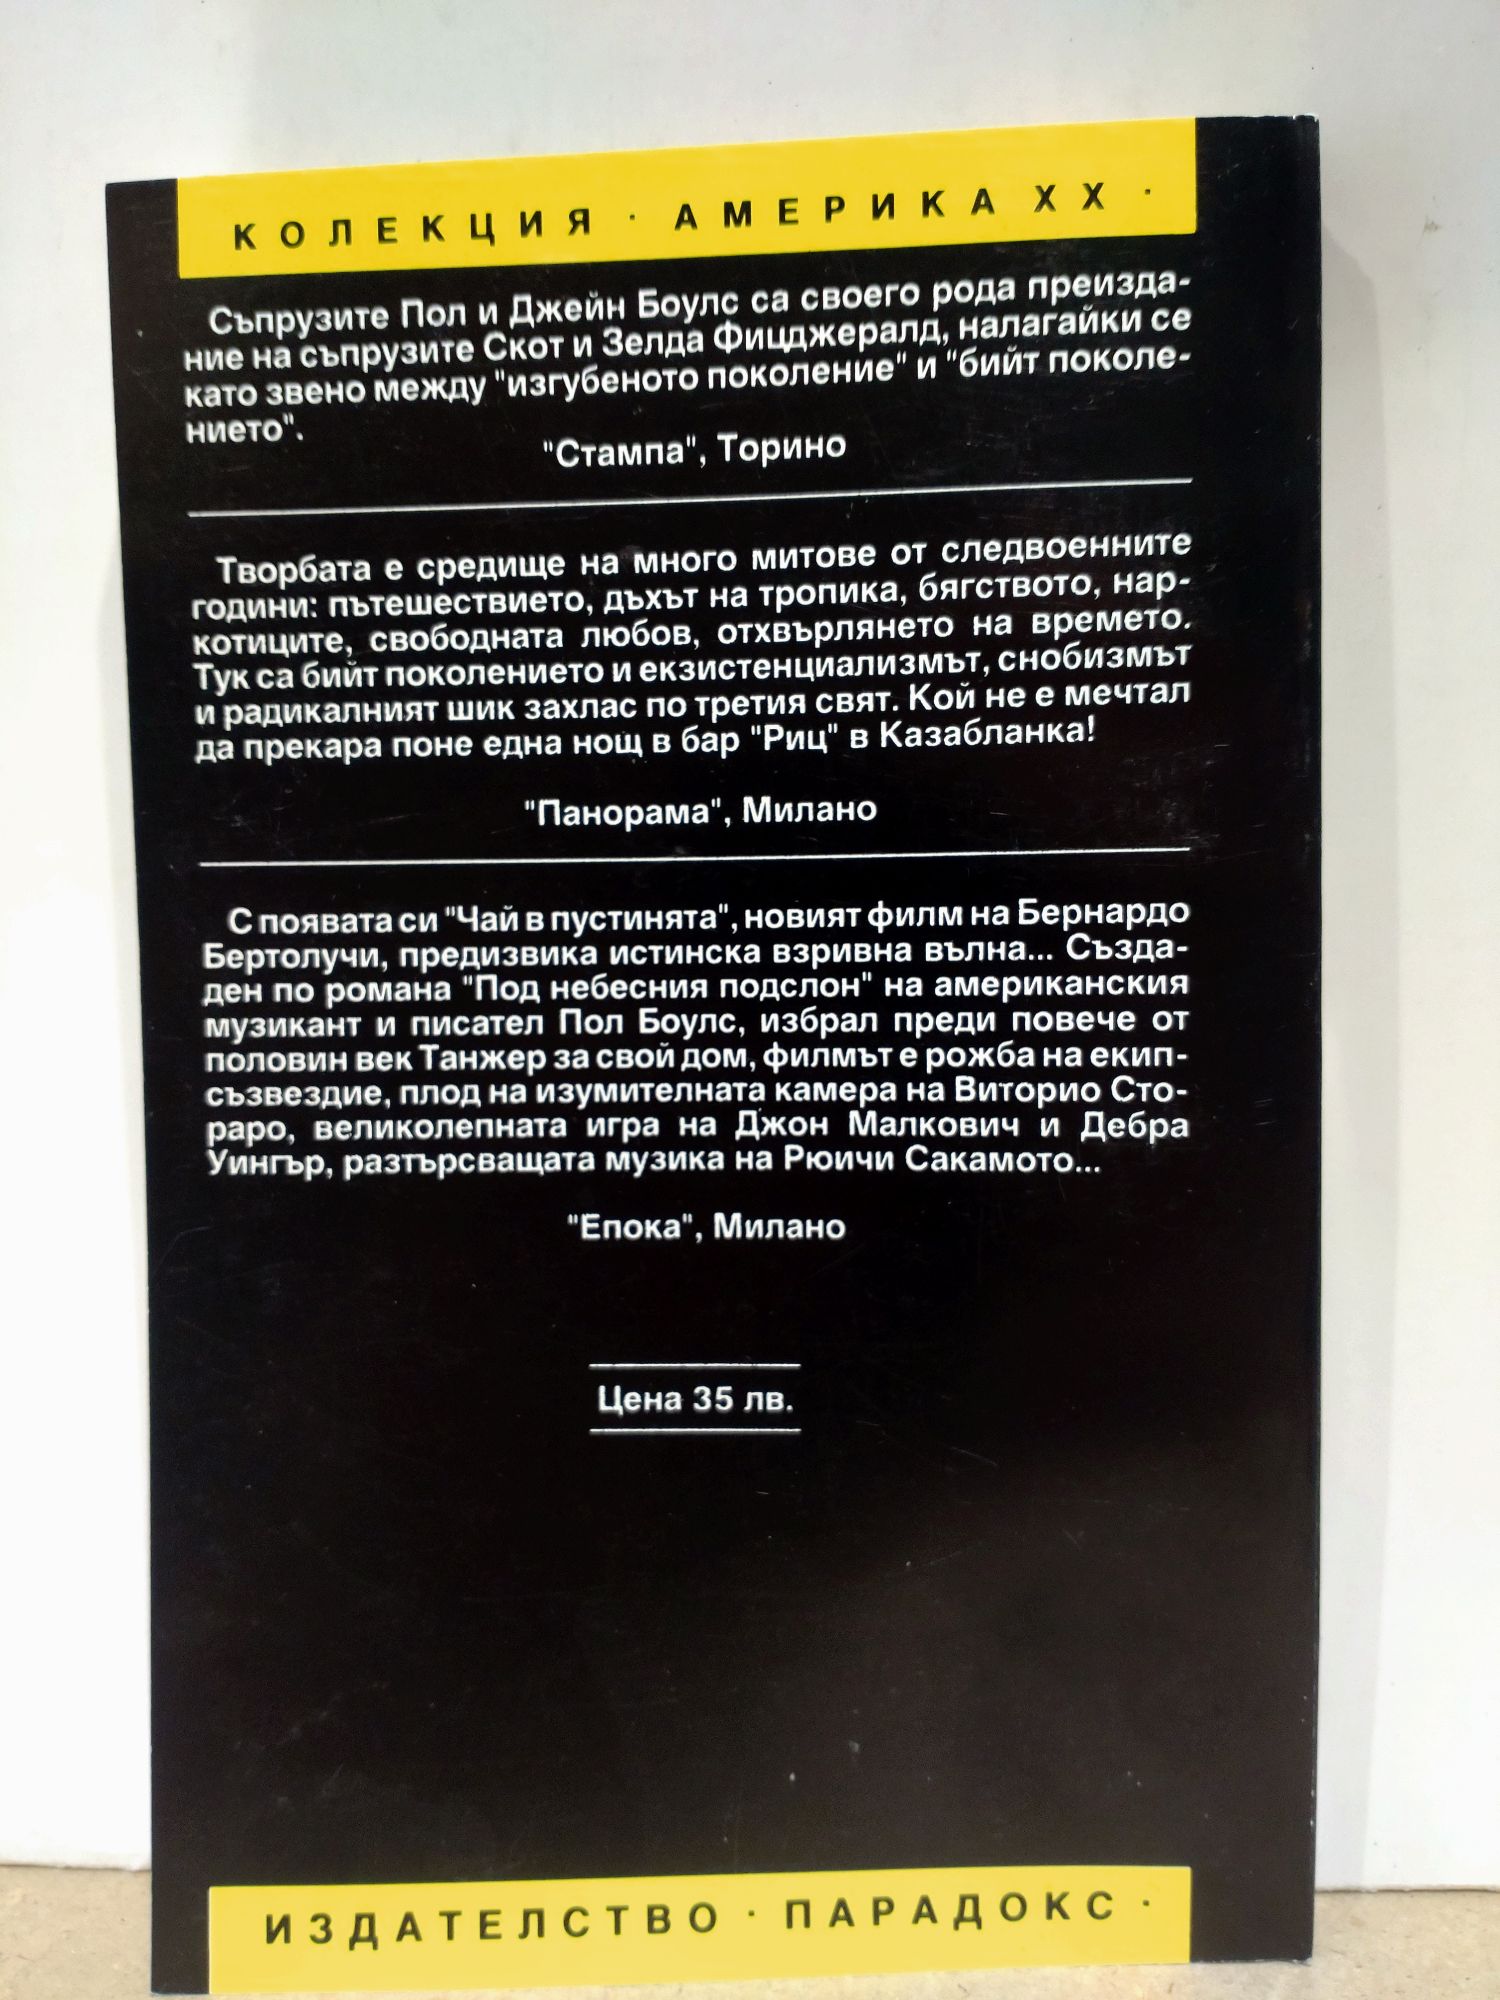 КОЛЕКЦИЯ · АМЕРИКА ХХ ·
Съпрузите Пол и Джейн Боулс са своего рода преизда-
ние на съпрузите Скот и Зелда Фицджералд, налагайки се
като звено между "изгубеното поколение" и "бийт поколе-
нието".
"Стампа", Торино
Творбата е средище на много митове от следвоенните
години: пътешествието, дъхът на тропика, бягството, нар-
котиците, свободната любов, отхвърлянето на времето.
Тук са бийт поколението и екзистенциализмът, снобизмът
и радикалният шик захлас по третия свят. Кой не е мечтал
да прекара поне една нощ в бар "Риц" в Казабланка!
"Панорама", Милано
С появата си "Чай в пустинята", новият филм на Бернардо
Бертолучи, предизвика истинска взривна вълна... Създа-
ден по романа "Под небесния подслон" на американския
музикант и писател Пол Боулс, избрал преди повече от
половин век Танжер за свой дом, филмът е рожба на екип-
съзвездие, плод на изумителната камера на Виторио Сто-
раро, великолепната игра на Джон Малкович и Дебра
Уингър, разтърсващата музика на Рюичи Сакамото...
"Епока", Милано
Цена 35 лв.
ИЗДАТЕЛСТВО · ПАРАДОКС ·